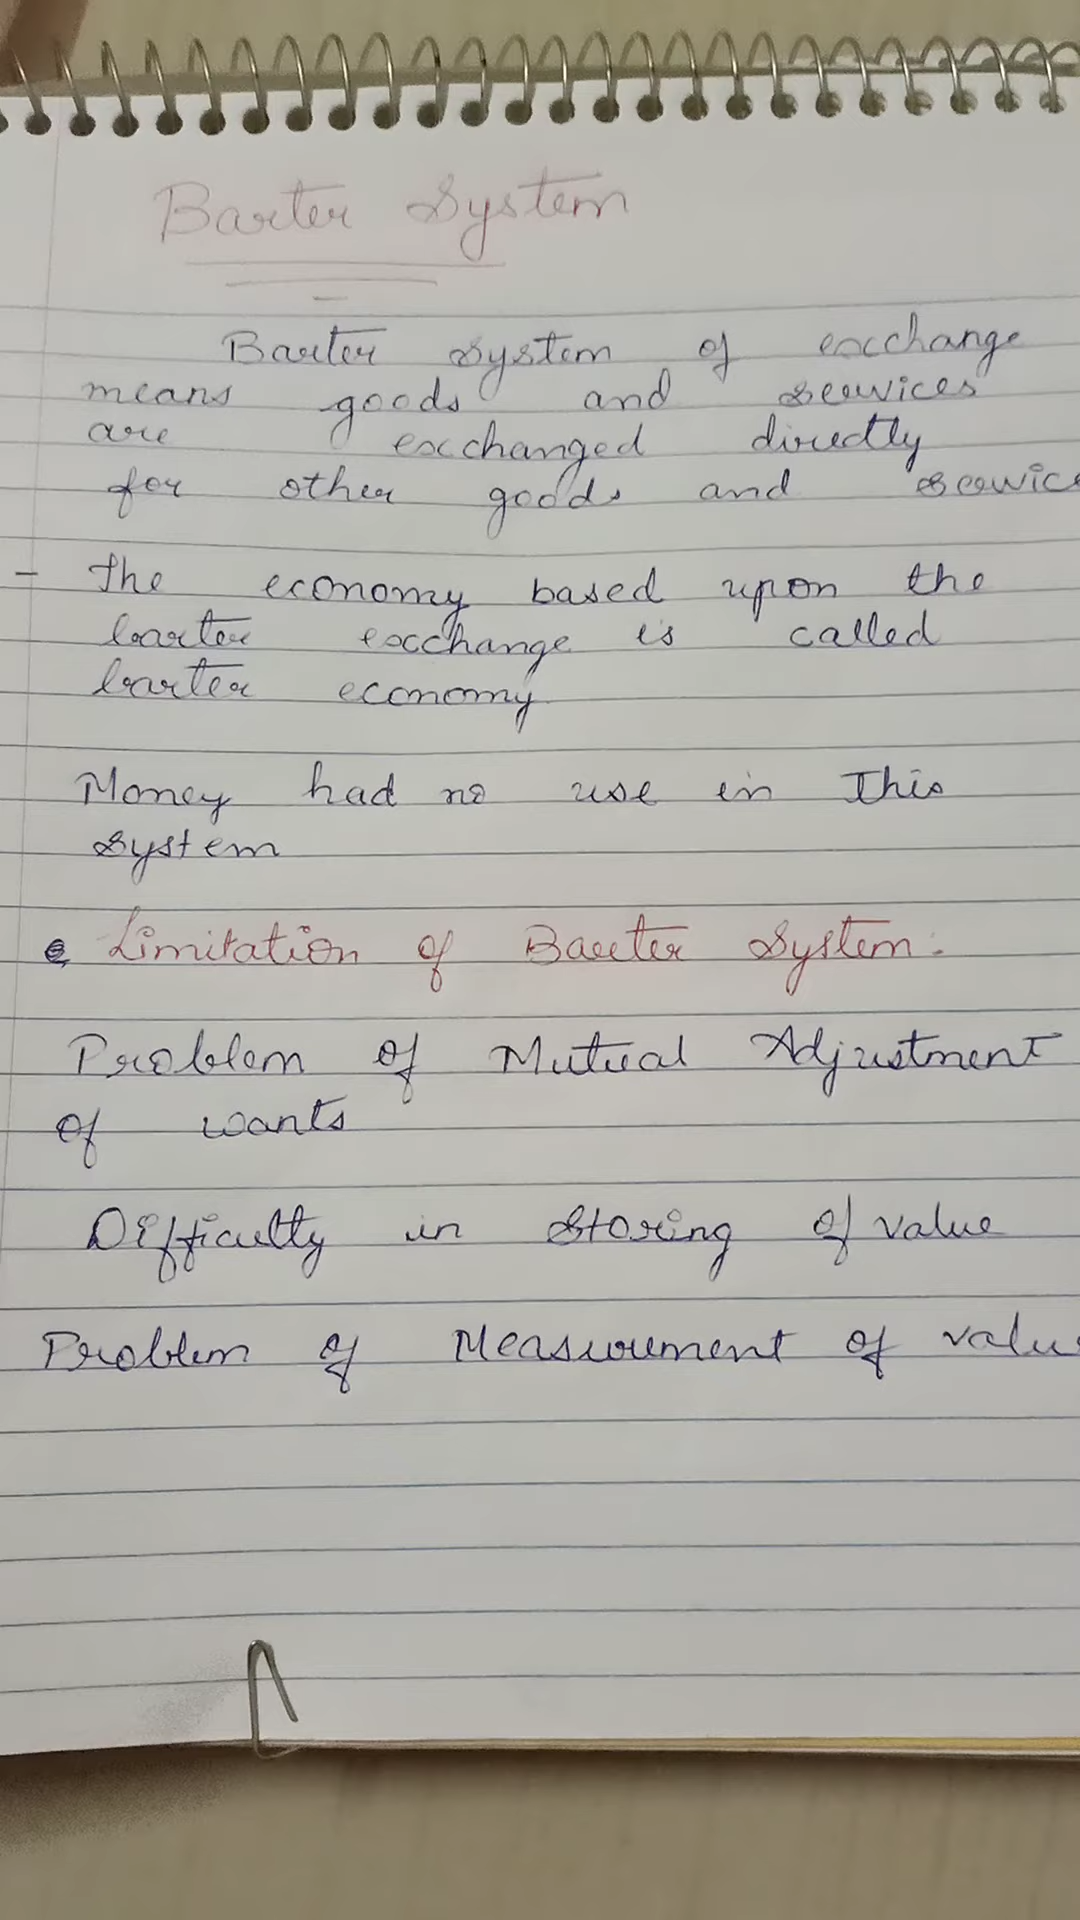 Barter System
Barter system of exchange
means goods and services
are exchanged directly
for other goods and servic
- The economy based upon the
barter exchange is called
barter economy
Money had no use in This
System
Limitation of Barter System:
Problem of Mutual Adjustment
of wants
Difficulty in Storing of value
Problem of Measurement of valu